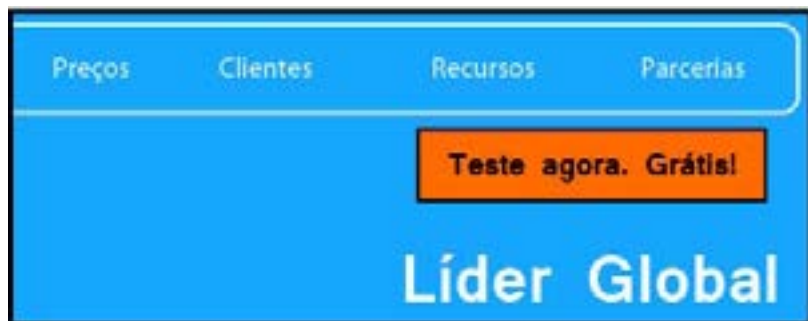 Preços Clientes Recursos Parcerias
Teste agora. Grátis!
Líder Global